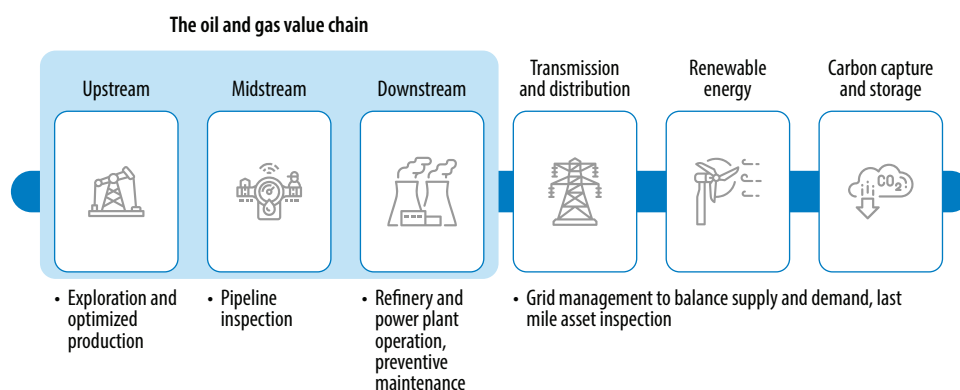 The oil and gas value chain
Upstream
Midstream
Downstream
Transmission
and distribution
Renewable
energy
Carbon capture
and storage
CO₂
• Exploration and
optimized
production
• Pipeline
inspection
• Refinery and
power plant
operation,
preventive
maintenance
• Grid management to balance supply and demand, last
mile asset inspection